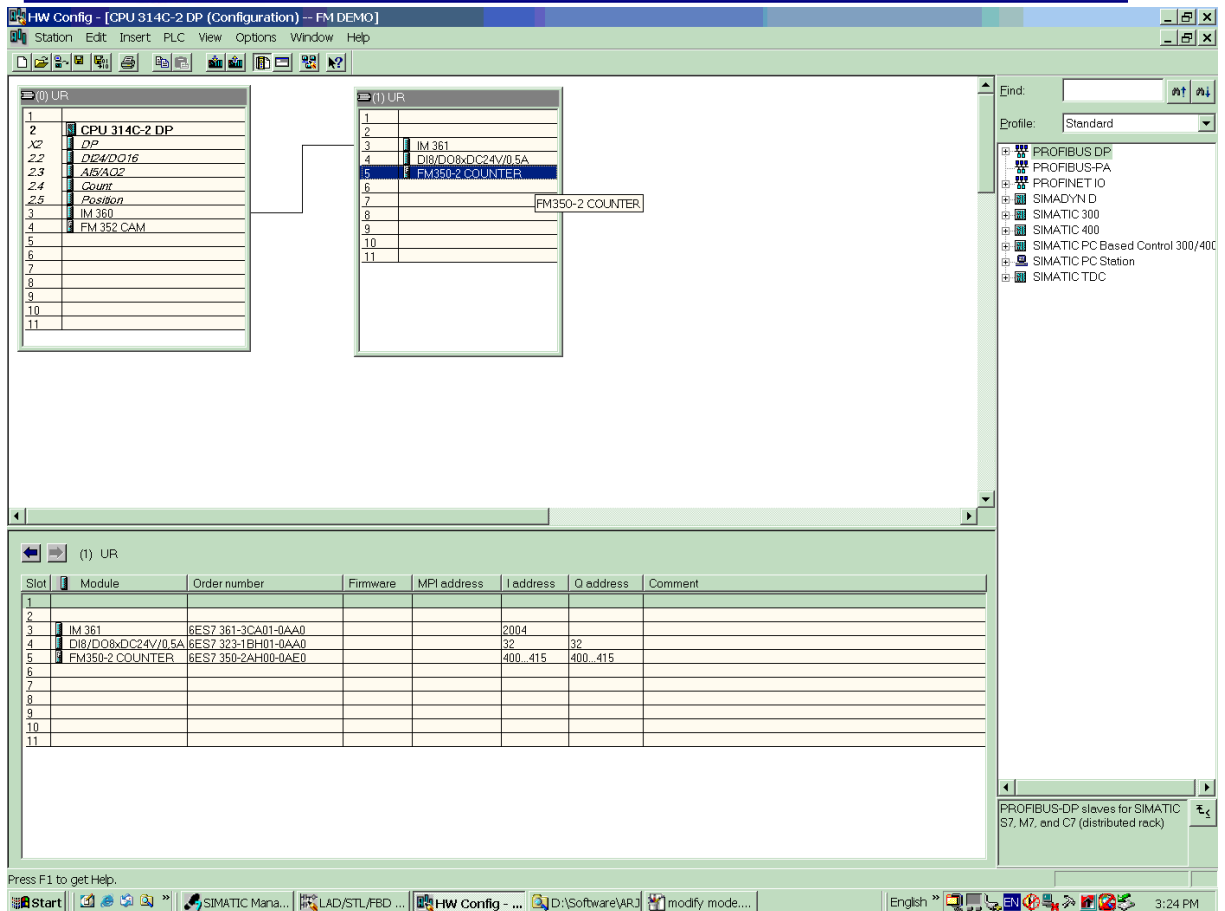 HW Config - [CPU 314C-2 DP (Configuration) -- FM DEMO]
Station Edit Insert PLC View Options Window Help
(0) UR
1
2 CPU 314C-2 DP
X2 DP
2.2 DI24/DO16
2.3 AI5/AO2
2.4 Count
2.5 Position
3 IM 360
4 FM 352 CAM
5
6
7
8
9
10
11
(1) UR
1
2
3 IM 361
4 DI8/DO8xDC24V/0,5A
5 FM350-2 COUNTER
6
7
8
9
10
11
FM350-2 COUNTER
Find:
Profile: Standard
PROFIBUS DP
PROFIBUS-PA
PROFINET IO
SIMADYN D
SIMATIC 300
SIMATIC 400
SIMATIC PC Based Control 300/400
SIMATIC PC Station
SIMATIC TDC
PROFIBUS-DP slaves for SIMATIC S7, M7, and C7 (distributed rack)
(1) UR
Slot Module Order number Firmware MPI address I address Q address Comment
1
2
3 IM 361 6ES7 361-3CA01-0AA0 2004
4 DI8/DO8xDC24V/0,5A 6ES7 323-1BH01-0AA0 32 32
5 FM350-2 COUNTER 6ES7 350-2AH00-0AE0 400...415 400...415
6
7
8
9
10
11
Press F1 to get Help.
Start » SIMATIC Mana... LAD/STL/FBD ... HW Config - ... D:\Software\ARJ modify mode.... English » EN 3:24 PM